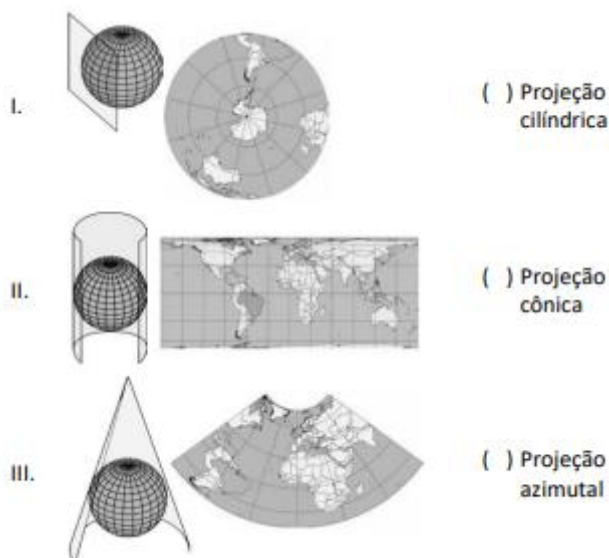 I.
( ) Projeção
cilíndrica
II.
( ) Projeção
cônica
III.
( ) Projeção
azimutal